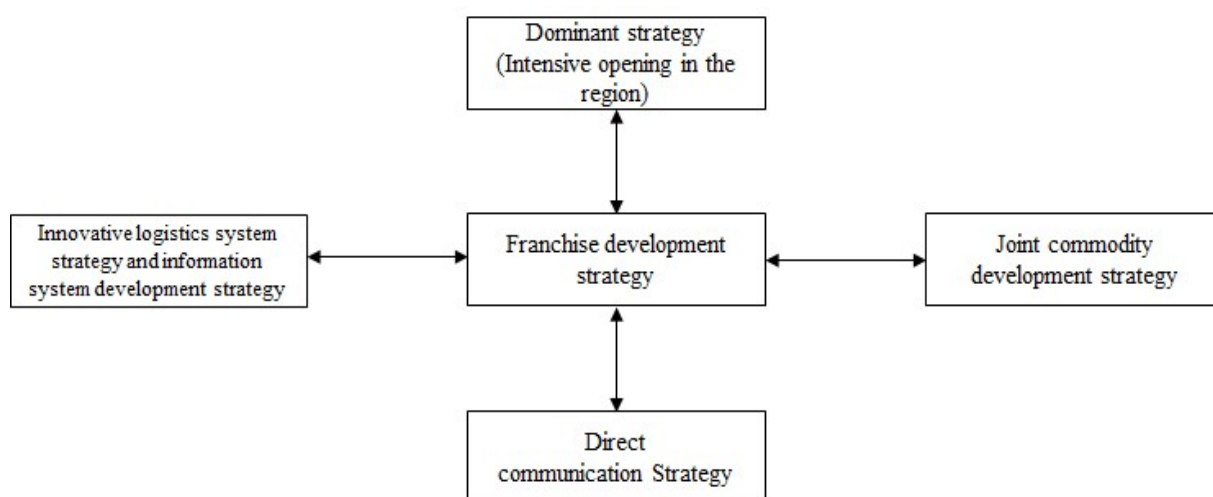 Dominant strategy
(Intensive opening in the
region)
Innovative logistics system
strategy and information
system development strategy
Franchise development
strategy
Joint commodity
development strategy
Direct
communication Strategy